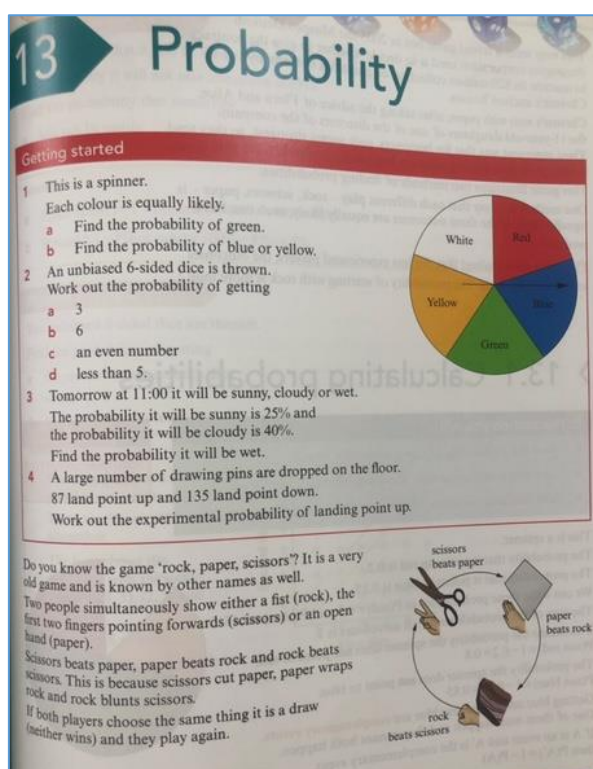 13
Probability
Getting started
1 This is a spinner.
Each colour is equally likely.
a Find the probability of green.
b Find the probability of blue or yellow.
2 An unbiased 6-sided dice is thrown.
Work out the probability of getting
a 3
b 6
c an even number
d less than 5.
3 Tomorrow at 11:00 it will be sunny, cloudy or wet.
The probability it will be sunny is 25% and
the probability it will be cloudy is 40%.
Find the probability it will be wet.
4 A large number of drawing pins are dropped on the floor.
87 land point up and 135 land point down.
Work out the experimental probability of landing point up.
White
Red
Yellow
Blue
Green
Do you know the game ‘rock, paper, scissors’? It is a very
old game and is known by other names as well.
Two people simultaneously show either a fist (rock), the
first two fingers pointing forwards (scissors) or an open
hand (paper).
Scissors beats paper, paper beats rock and rock beats
scissors. This is because scissors cut paper, paper wraps
rock and rock blunts scissors.
If both players choose the same thing it is a draw
(neither wins) and they play again.
scissors
beats paper
paper
beats rock
rock
beats scissors